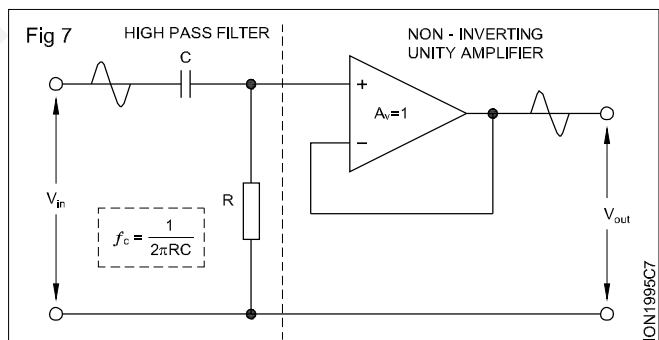 Fig 7
HIGH PASS FILTER
NON - INVERTING
UNITY AMPLIFIER
C
+
Av=1
−
Vin
R
fc = 1/2πRC
Vout
ION1995C7